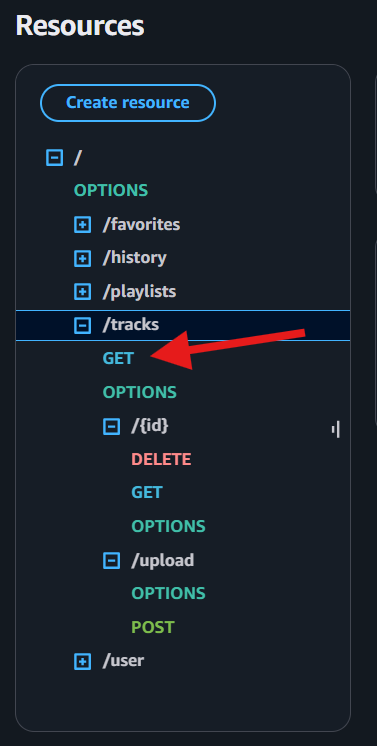 Resources
Create resource
/
OPTIONS
/favorites
/history
/playlists
/tracks
GET
OPTIONS
/{id}
DELETE
GET
OPTIONS
/upload
OPTIONS
POST
/user